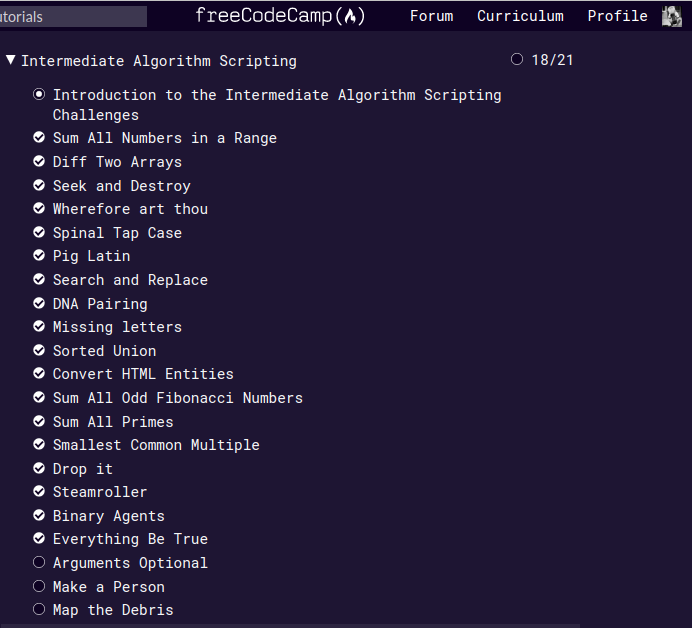 utorials
freeCodeCamp
Forum Curriculum Profile
Intermediate Algorithm Scripting 18/21
Introduction to the Intermediate Algorithm Scripting
Challenges
Sum All Numbers in a Range
Diff Two Arrays
Seek and Destroy
Wherefore art thou
Spinal Tap Case
Pig Latin
Search and Replace
DNA Pairing
Missing letters
Sorted Union
Convert HTML Entities
Sum All Odd Fibonacci Numbers
Sum All Primes
Smallest Common Multiple
Drop it
Steamroller
Binary Agents
Everything Be True
Arguments Optional
Make a Person
Map the Debris